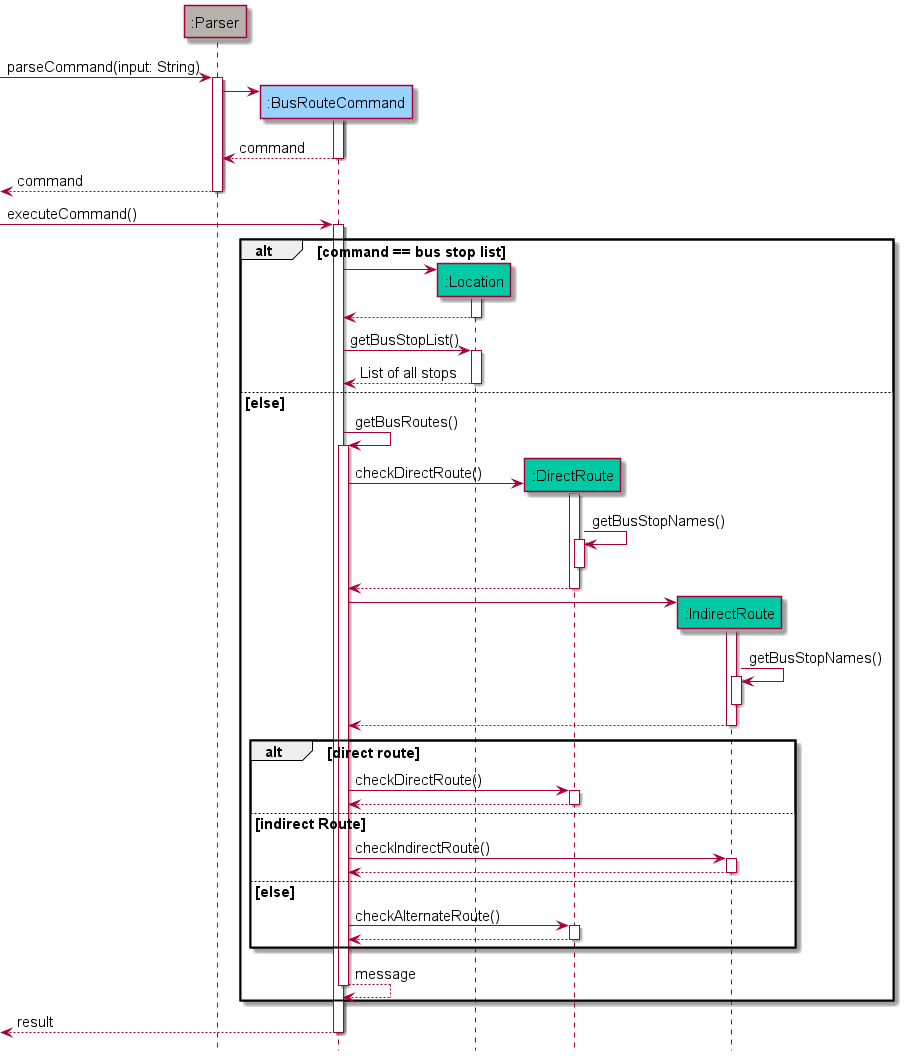 :Parser
parseCommand(input: String)
:BusRouteCommand
command
command
executeCommand()
alt [command == bus stop list]
:Location
getBusStopList()
List of all stops
[else]
getBusRoutes()
checkDirectRoute()
:DirectRoute
getBusStopNames()
:IndirectRoute
getBusStopNames()
alt [direct route]
checkDirectRoute()
[indirect Route]
checkIndirectRoute()
[else]
checkAlternateRoute()
message
result